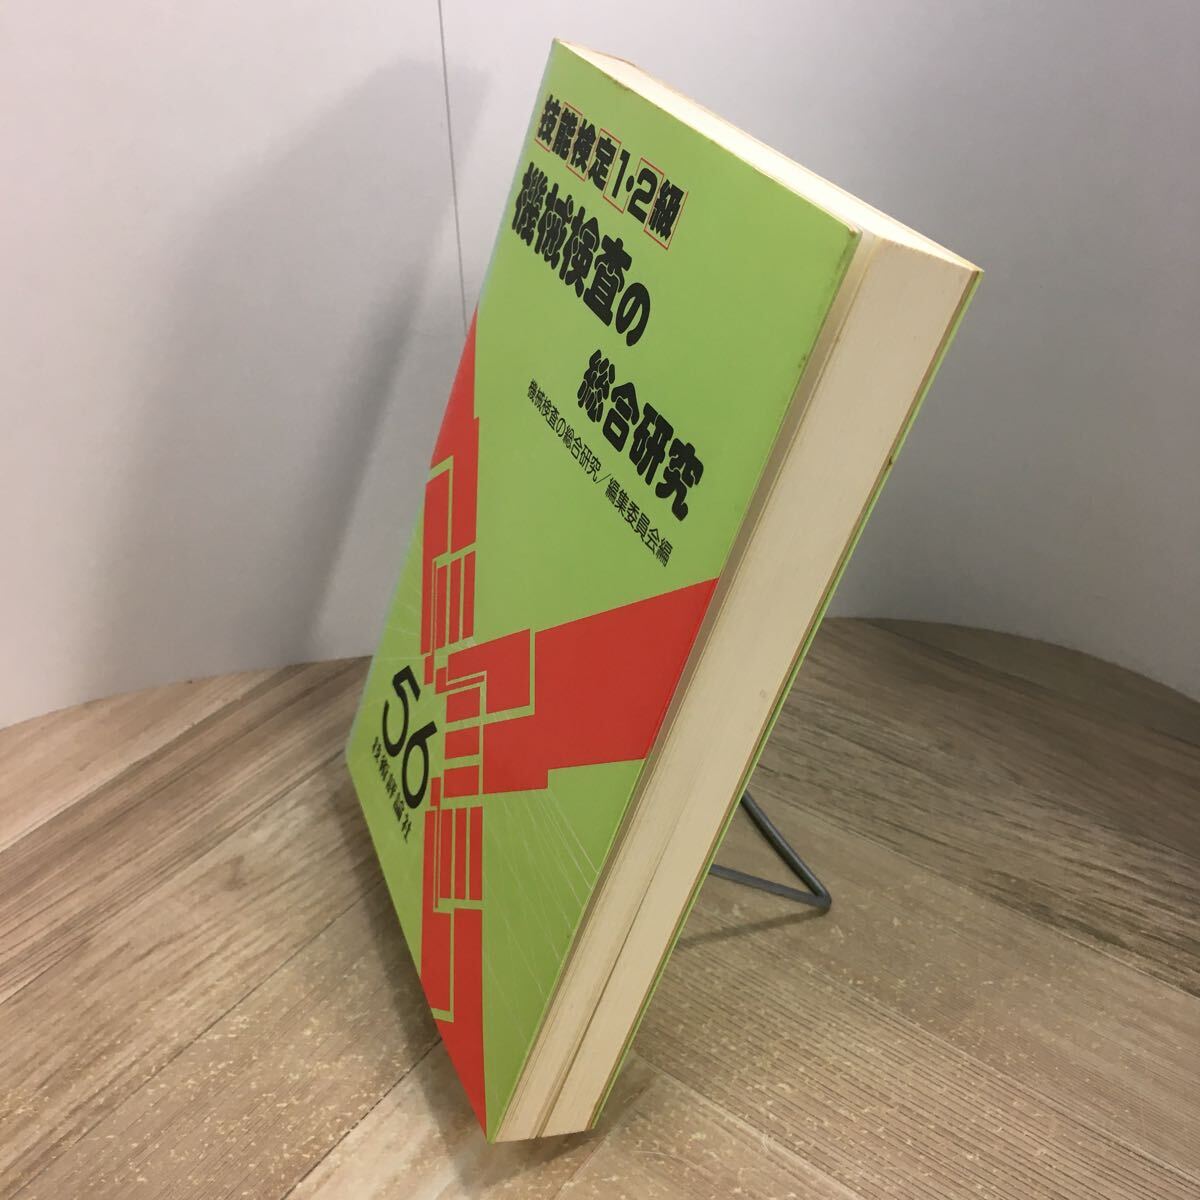 技能検定1・2級
機械検査の
総合研究
機械検査の総合研究/編集委員会編
56
技術評論社